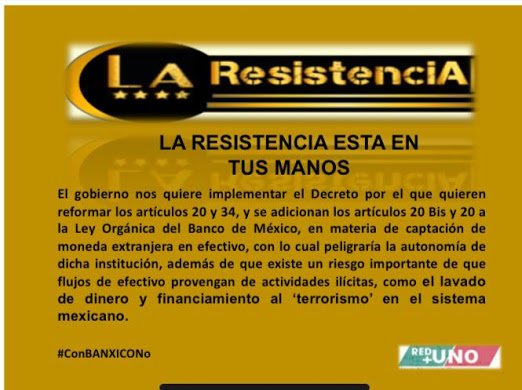 LA ResistenciA
LA RESISTENCIA ESTA EN
TUS MANOS
El gobierno nos quiere implementar el Decreto por el que quieren
reformar los artículos 20 y 34, y se adicionan los artículos 20 Bis y 20 a
la Ley Orgánica del Banco de México, en materia de captación de
moneda extranjera en efectivo, con lo cual peligraría la autonomía de
dicha institución, además de que existe un riesgo importante de que
flujos de efectivo provengan de actividades ilícitas, como el lavado
de dinero y financiamiento al ‘terrorismo’ en el sistema
mexicano.
#ConBANXICONo
RED
+UNO